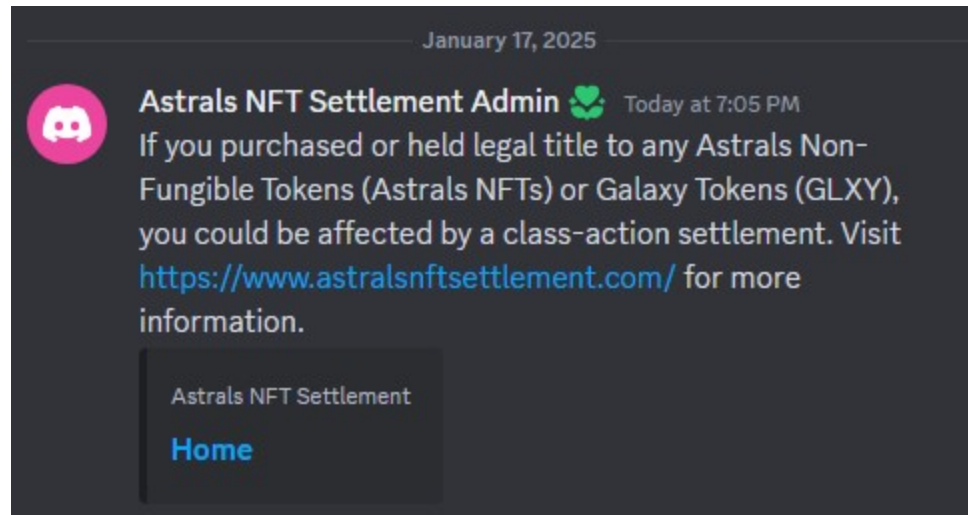 January 17, 2025
Astrals NFT Settlement Admin Today at 7:05 PM
If you purchased or held legal title to any Astrals Non-
Fungible Tokens (Astrals NFTs) or Galaxy Tokens (GLXY),
you could be affected by a class-action settlement. Visit
https://www.astralsnftsettlement.com/ for more
information.
Astrals NFT Settlement
Home